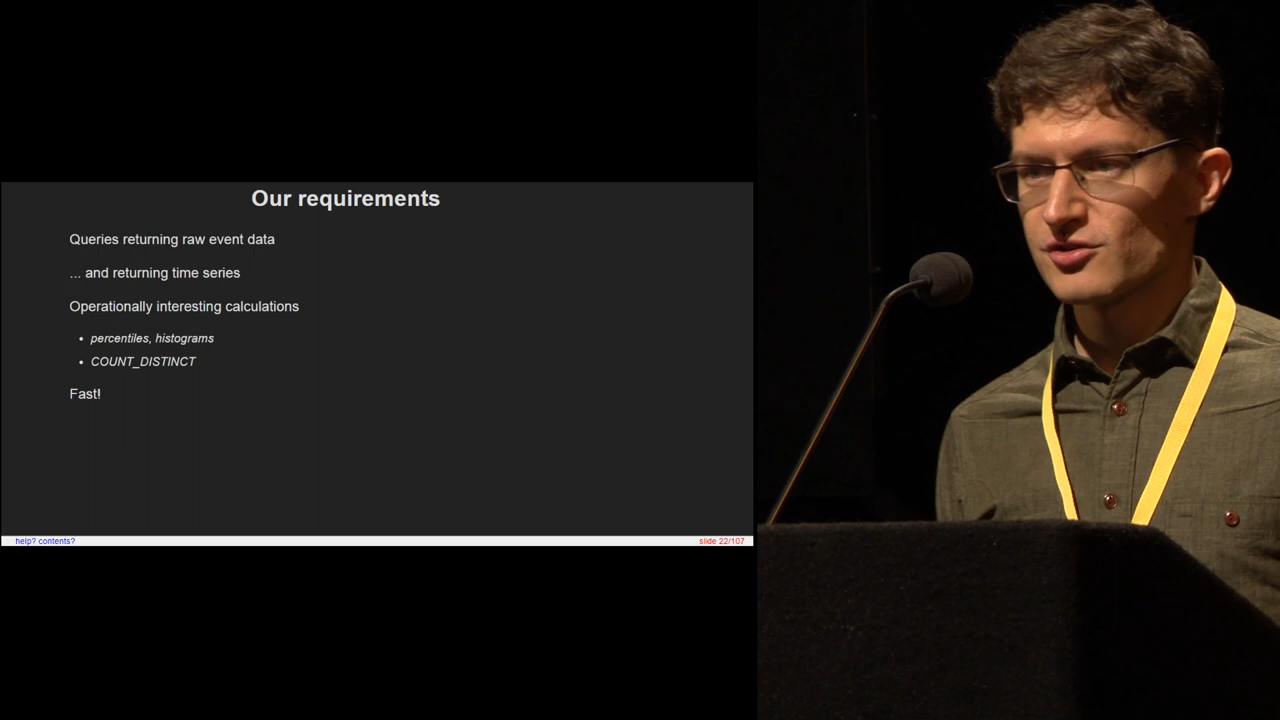 Our requirements
Queries returning raw event data
... and returning time series
Operationally interesting calculations
• percentiles, histograms
• COUNT_DISTINCT
Fast!
help? contents?
slide 22/107